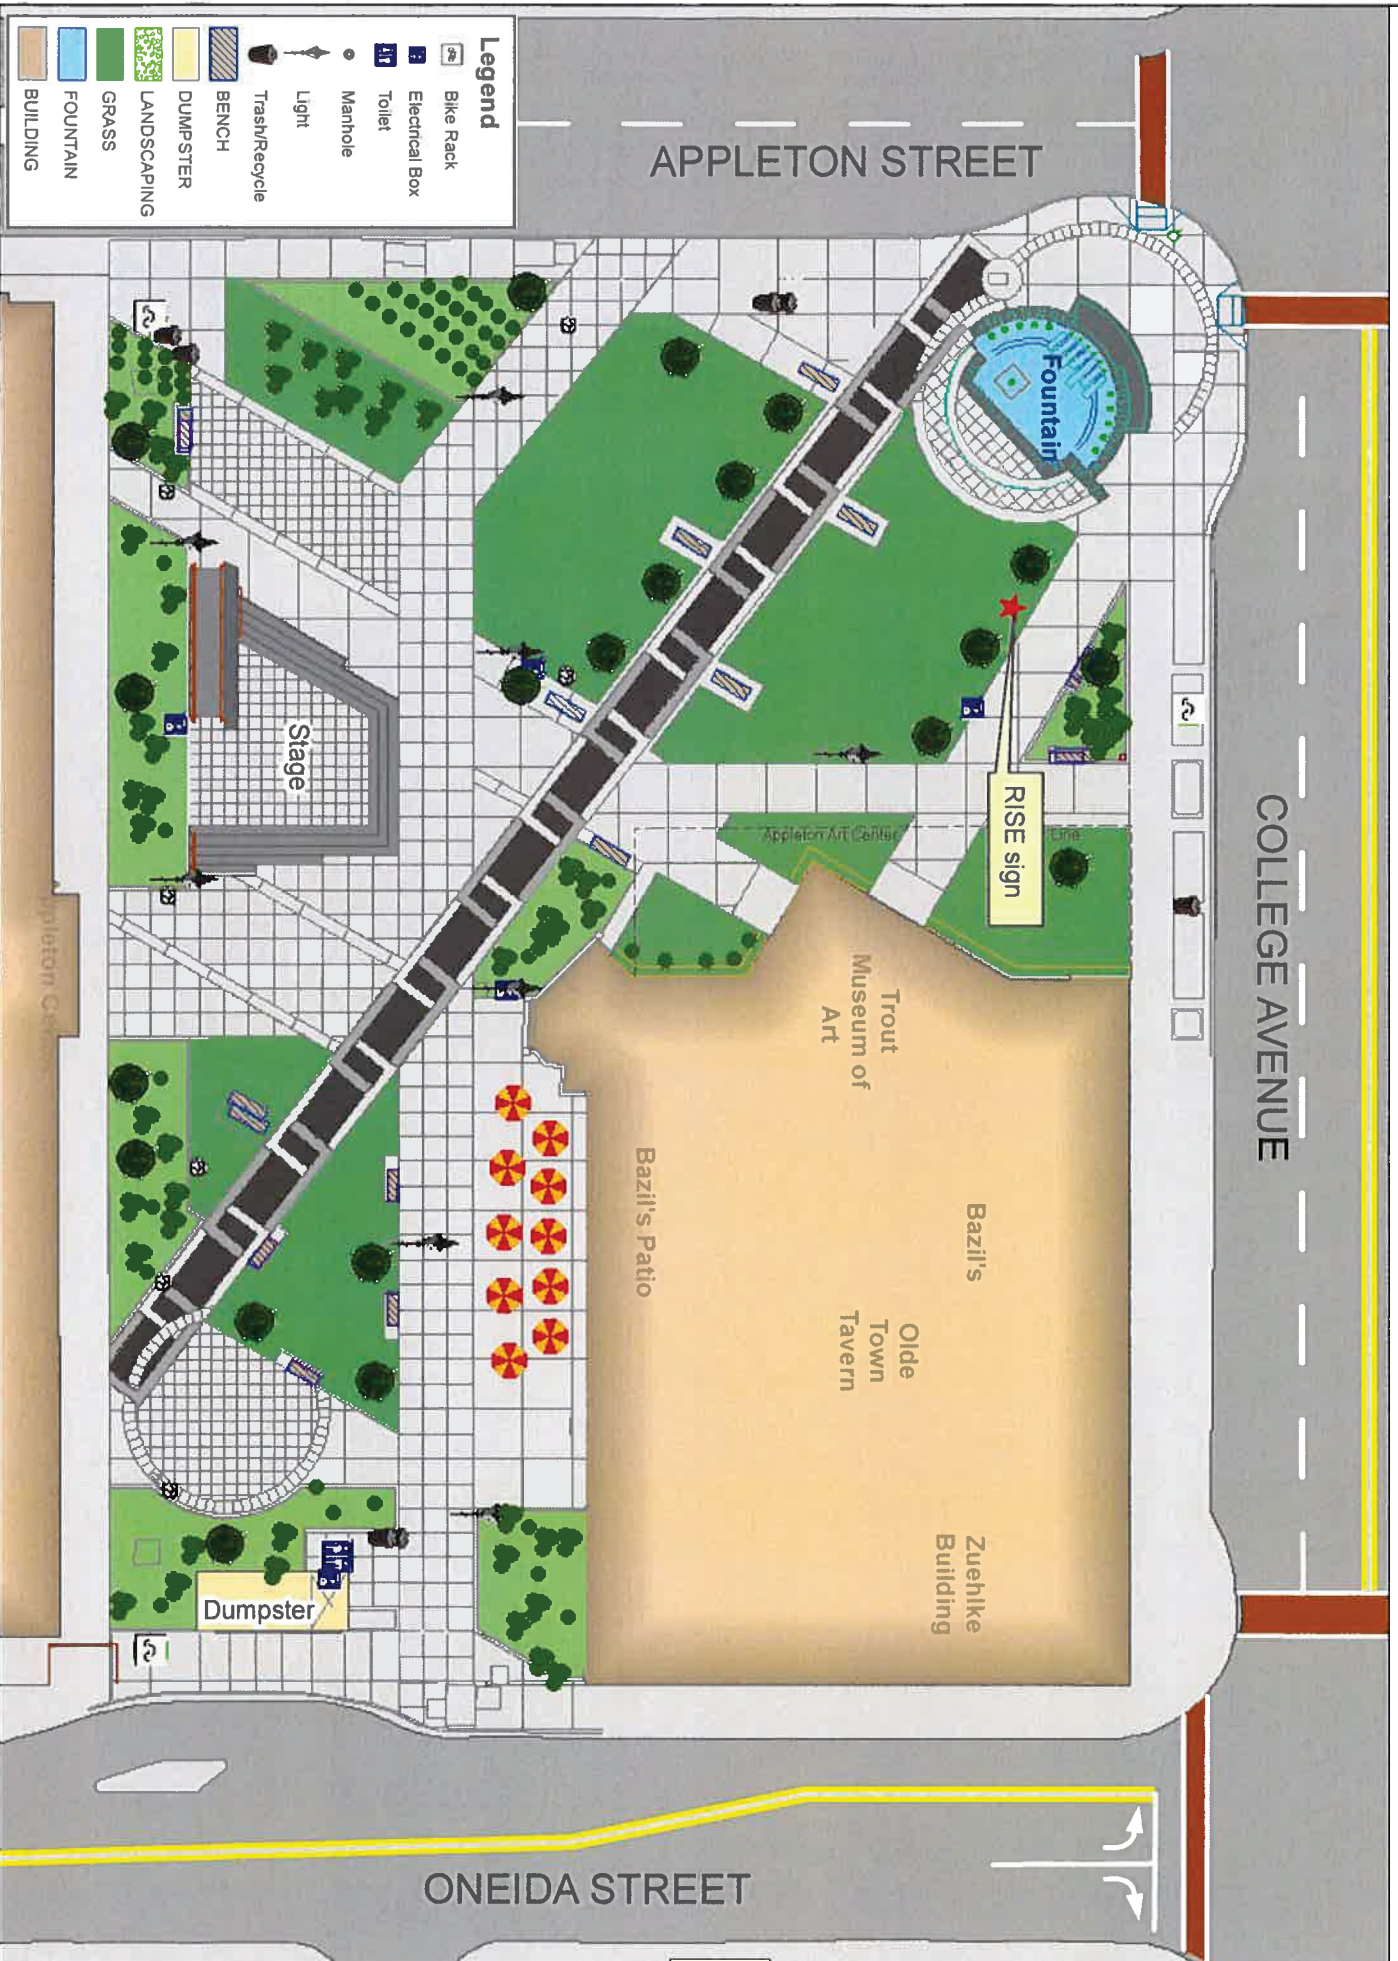 Legend
Bike Rack
Electrical Box
Toilet
Manhole
Light
Trash/Recycle
BENCH
DUMPSTER
LANDSCAPING
GRASS
FOUNTAIN
BUILDING
APPLETON STREET
COLLEGE AVENUE
Fountain
RISE sign
Appleton Art Center
Line
Stage
Trout
Museum of
Art
Bazil's
Olde
Town
Tavern
Bazil's Patio
Zuehlke
Building
Dumpster
ONEIDA STREET